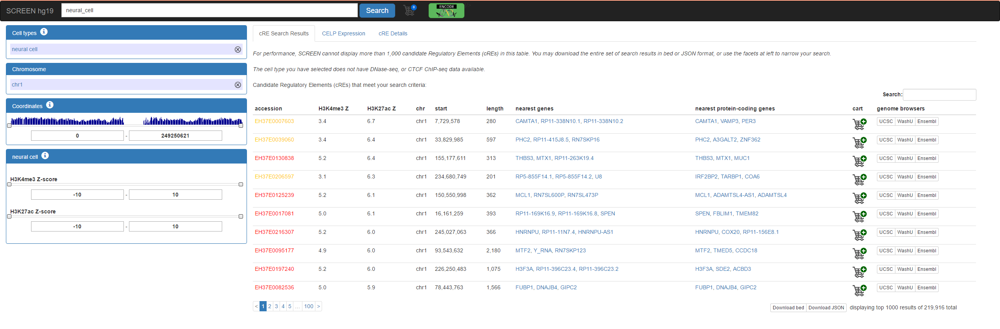 SCREEN hg19
neural_cell
Search
0
ENCODE
Cell types
neural cell
Chromosome
chr1
Coordinates
0 - 249250621
neural cell
H3K4me3 Z-score
-10 - 10
H3K27ac Z-score
-10 - 10
cRE Search Results CELP Expression cRE Details
For performance, SCREEN cannot display more than 1,000 candidate Regulatory Elements (cREs) in this table. You may download the entire set of search results in bed or JSON format, or use the facets at left to narrow your search.
The cell type you have selected does not have DNase-seq, or CTCF ChIP-seq data available.
Candidate Regulatory Elements (cREs) that meet your search criteria:
Search:
accession H3K4me3 Z H3K27ac Z chr start length nearest genes nearest protein-coding genes cart genome browsers
EH37E0007603 3.4 6.7 chr1 7,729,578 280 CAMTA1, RP11-338N10.1, RP11-338N10.2 CAMTA1, VAMP3, PER3 UCSC WashU Ensembl
EH37E0039060 3.4 6.4 chr1 33,829,985 597 PHC2, RP11-415J8.5, RN7SKP16 PHC2, A3GALT2, ZNF362 UCSC WashU Ensembl
EH37E0130838 5.2 6.4 chr1 155,177,611 313 THBS3, MTX1, RP11-263K19.4 THBS3, MTX1, MUC1 UCSC WashU Ensembl
EH37E0206597 3.1 6.3 chr1 234,680,749 201 RP5-855F14.1, RP5-855F14.2, U8 IRF2BP2, TARBP1, COA6 UCSC WashU Ensembl
EH37E0125239 5.2 6.1 chr1 150,550,998 362 MCL1, RN7SL600P, RN7SL473P MCL1, ADAMTSL4-AS1, ADAMTSL4 UCSC WashU Ensembl
EH37E0017081 5.0 6.1 chr1 16,161,259 393 RP11-169K16.9, RP11-169K16.8, SPEN SPEN, FBLIM1, TMEM82 UCSC WashU Ensembl
EH37E0216307 5.2 6.0 chr1 245,027,063 366 HNRNPU, RP11-11N7.4, HNRNPU-AS1 HNRNPU, COX20, RP11-156E8.1 UCSC WashU Ensembl
EH37E0095177 4.9 6.0 chr1 93,543,632 2,180 MTF2, Y_RNA, RN7SKP123 MTF2, TMED5, CCDC18 UCSC WashU Ensembl
EH37E0197240 5.2 6.0 chr1 226,250,483 1,075 H3F3A, RP11-396C23.4, RP11-396C23.2 H3F3A, SDE2, ACBD3 UCSC WashU Ensembl
EH37E0082536 5.0 5.9 chr1 78,443,763 1,566 FUBP1, DNAJB4, GIPC2 FUBP1, DNAJB4, GIPC2 UCSC WashU Ensembl
< 1 2 3 4 5 ... 100 >
Download bed Download JSON displaying top 1000 results of 219,916 total